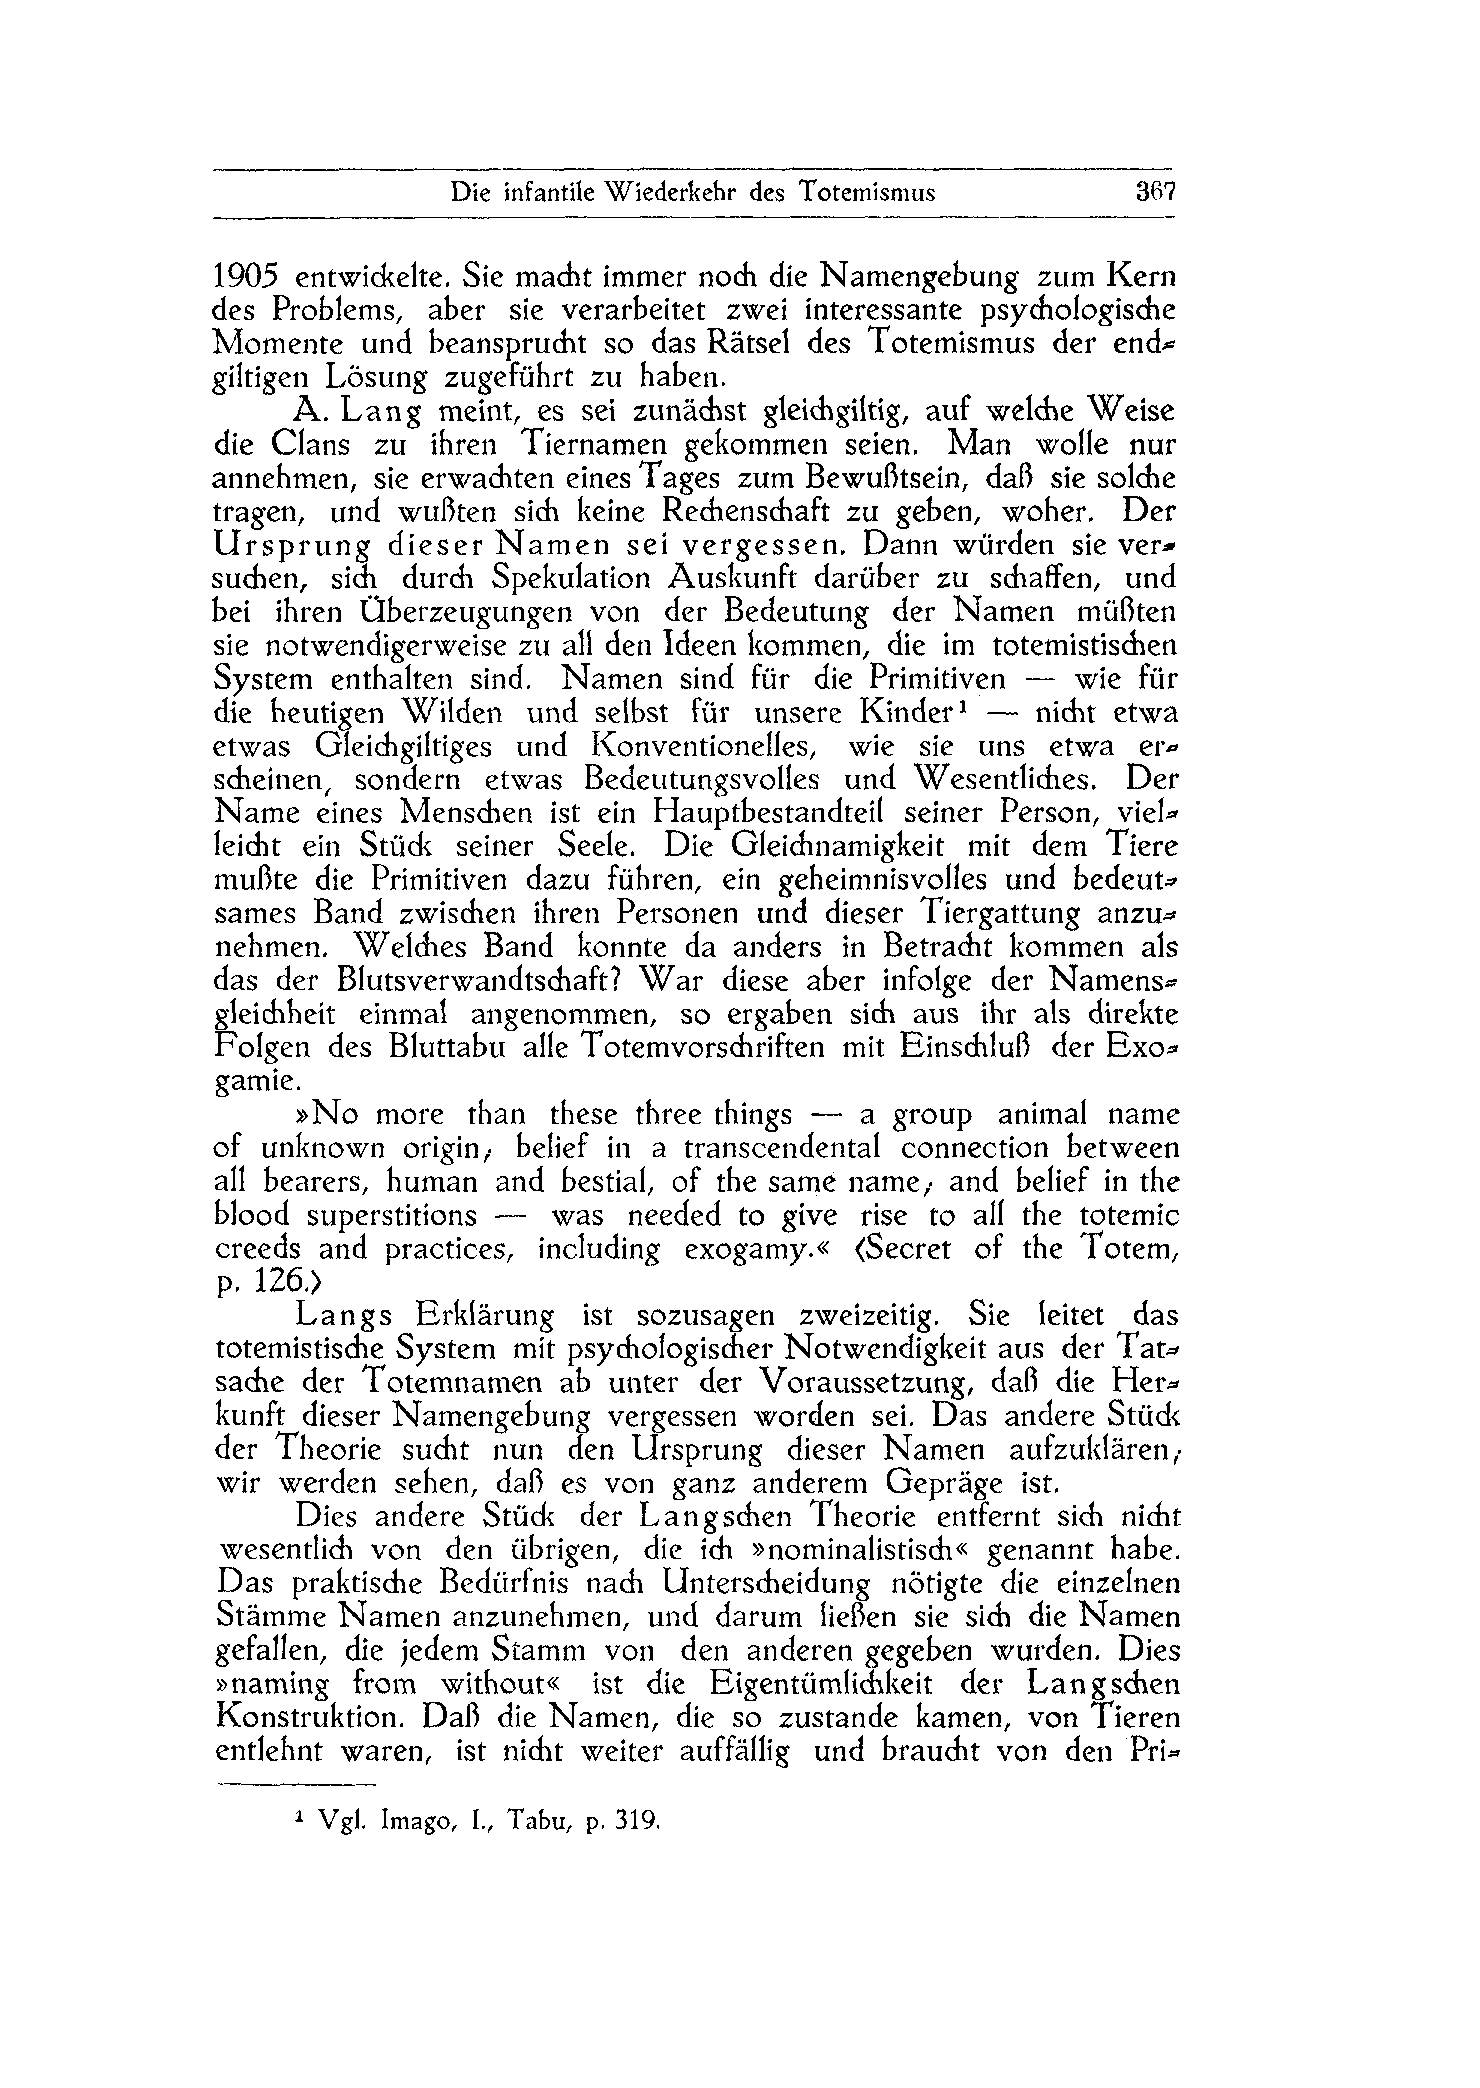 Die infantile Wiederkehr des Totemismus 367
1905 entwickelte. Sie macht immer noch die Namengebung zum Kern
des Problems, aber sie verarbeitet zwei interessante psychologische
Momente und beansprucht so das Rätsel des Totemismus der end-
giltigen Lösung zugeführt zu haben.
A. Lang meint, es sei zunächst gleichgiltig, auf welche Weise
die Clans zu ihren Tiernamen gekommen seien. Man wolle nur
annehmen, sie erwachten eines Tages zum Bewußtsein, daß sie solche
tragen, und wußten sich keine Rechenschaft zu geben, woher. Der
Ursprung dieser Namen sei vergessen. Dann würden sie ver-
suchen, sich durch Spekulation Auskunft darüber zu schaffen, und
bei ihren Überzeugungen von der Bedeutung der Namen müßten
sie notwendigerweise zu all den Ideen kommen, die im totemistischen
System enthalten sind. Namen sind für die Primitiven — wie für
die heutigen Wilden und selbst für unsere Kinder¹ — nicht etwa
etwas Gleichgiltiges und Konventionelles, wie sie uns etwa er-
scheinen, sondern etwas Bedeutungsvolles und Wesentliches. Der
Name eines Menschen ist ein Hauptbestandteil seiner Person, viel-
leicht ein Stück seiner Seele. Die Gleichnamigkeit mit dem Tiere
mußte die Primitiven dazu führen, ein geheimnisvolles und bedeut-
sames Band zwischen ihren Personen und dieser Tiergattung anzu-
nehmen. Welches Band konnte da anders in Betracht kommen als
das der Blutsverwandtschaft? War diese aber infolge der Namens-
gleichheit einmal angenommen, so ergaben sich aus ihr als direkte
Folgen des Bluttabu alle Totemvorschriften mit Einschluß der Exo-
gamie.
»No more than these three things — a group animal name
of unknown origin; belief in a transcendental connection between
all bearers, human and bestial, of the same name; and belief in the
blood superstitions — was needed to give rise to all the totemic
creeds and practices, including exogamy.« (Secret of the Totem,
p. 126.)
Langs Erklärung ist sozusagen zweizeitig. Sie leitet das
totemistische System mit psychologischer Notwendigkeit aus der Tat-
sache der Totemnamen ab unter der Voraussetzung, daß die Her-
kunft dieser Namengebung vergessen worden sei. Das andere Stück
der Theorie sucht nun den Ursprung dieser Namen aufzuklären;
wir werden sehen, daß es von ganz anderem Gepräge ist.
Dies andere Stück der Langschen Theorie entfernt sich nicht
wesentlich von den übrigen, die ich »nominalistisch« genannt habe.
Das praktische Bedürfnis nach Unterscheidung nötigte die einzelnen
Stämme Namen anzunehmen, und darum ließen sie sich die Namen
gefallen, die jedem Stamm von den anderen gegeben wurden. Dies
»naming from without« ist die Eigentümlichkeit der Langschen
Konstruktion. Daß die Namen, die so zustande kamen, von Tieren
entlehnt waren, ist nicht weiter auffällig und braucht von den Pri-
¹ Vgl. Imago, I., Tabu, p. 319.